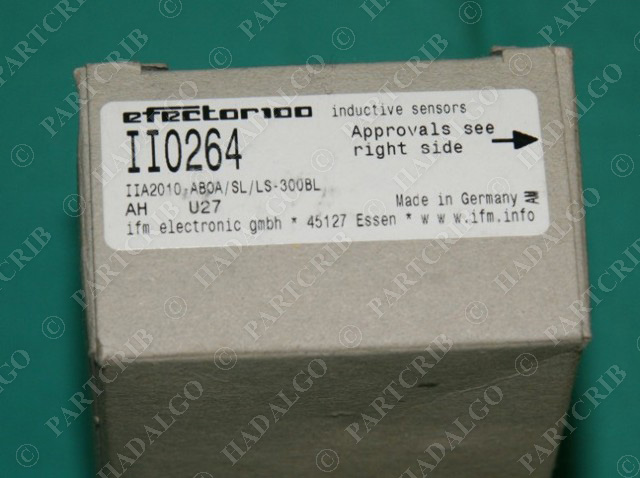 efector100 inductive sensors
II0264
Approvals see
right side
IIA2010,ABOA/SL/LS-300BL
AH U27
Made in Germany AM
ifm electronic gmbh * 45127 Essen * w w w.ifm.info
© PARTCRIB
© HADALGO